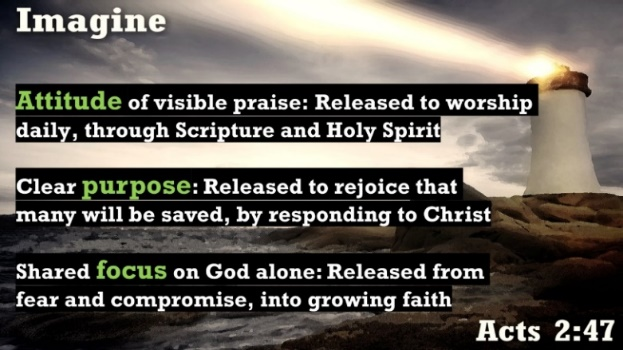 Imagine
Attitude of visible praise: Released to worship
daily, through Scripture and Holy Spirit
Clear purpose: Released to rejoice that
many will be saved, by responding to Christ
Shared focus on God alone: Released from
fear and compromise, into growing faith
Acts 2:47